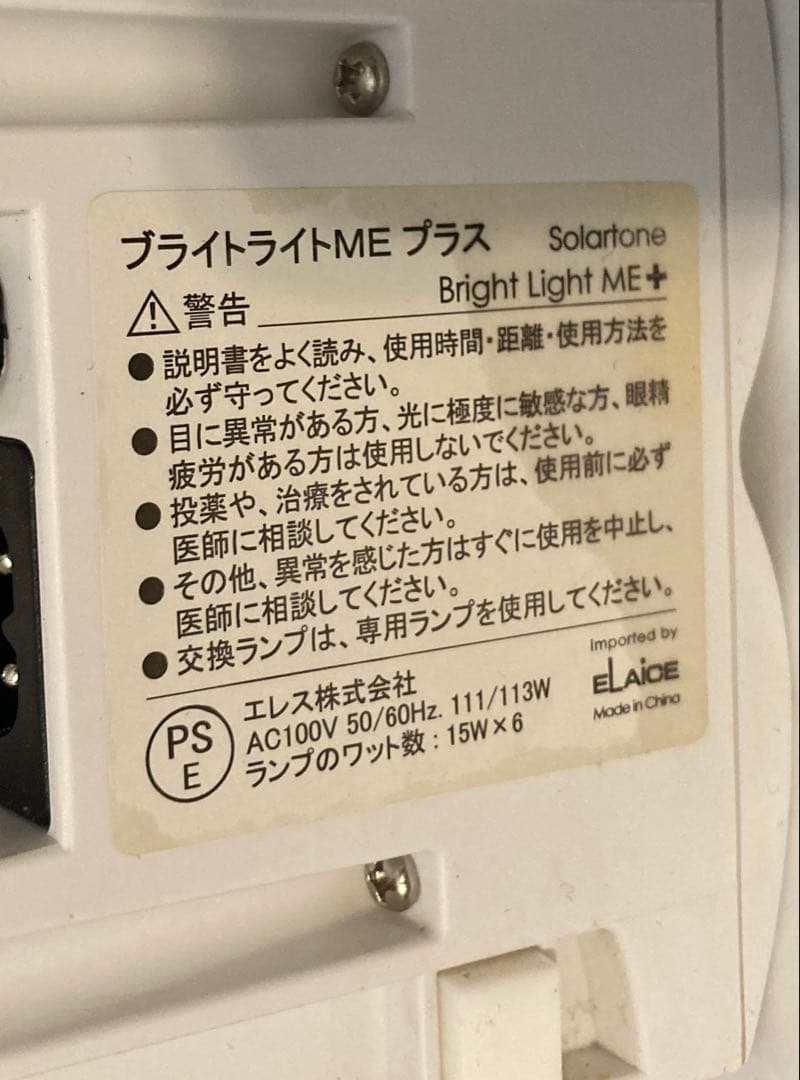 ブライトライトME プラス Solartone
Bright Light ME+
警告
● 説明書をよく読み、使用時間・距離・使用方法を
必ず守ってください。
● 目に異常がある方、光に極度に敏感な方、眼精
疲労がある方は使用しないでください。
● 投薬や、治療をされている方は、使用前に必ず
医師に相談してください。
● その他、異常を感じた方はすぐに使用を中止し、
医師に相談してください。
● 交換ランプは、専用ランプを使用してください。
Imported by
ELAiCE
Made in China
PS
E
エレス株式会社
AC100V 50/60Hz. 111/113W
ランプのワット数：15W×6